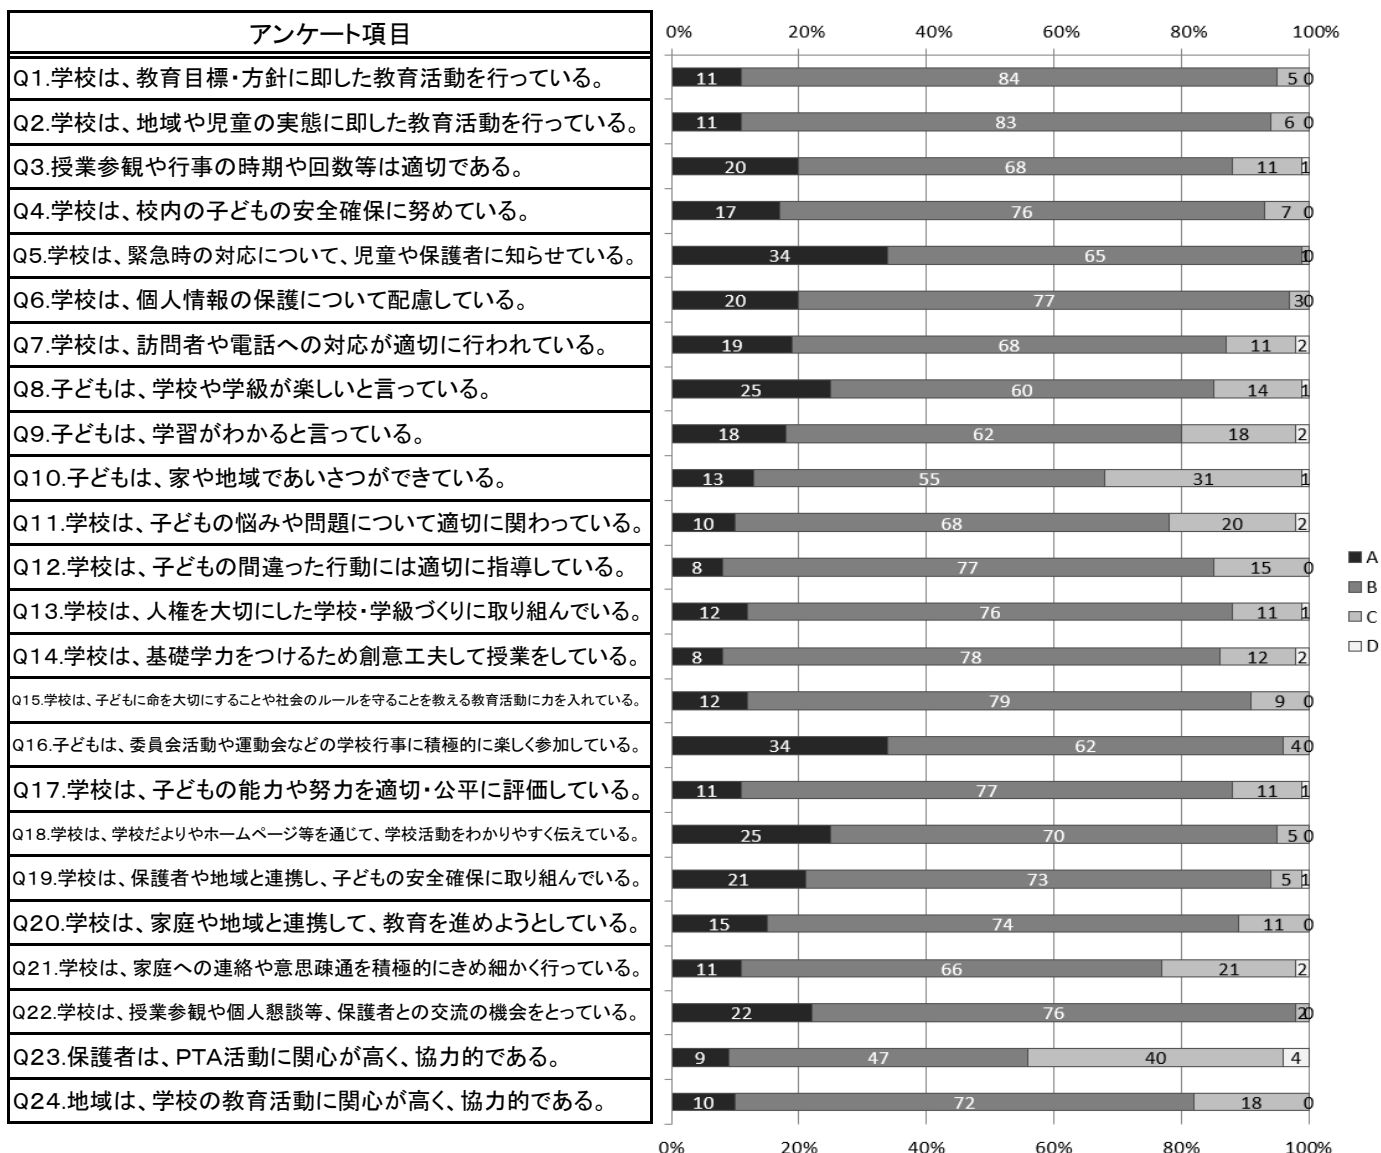 アンケート項目
0% 20% 40% 60% 80% 100%
Q1.学校は、教育目標・方針に即した教育活動を行っている。 11 84 5 0
Q2.学校は、地域や児童の実態に即した教育活動を行っている。 11 83 6 0
Q3.授業参観や行事の時期や回数等は適切である。 20 68 11 1
Q4.学校は、校内の子どもの安全確保に努めている。 17 76 7 0
Q5.学校は、緊急時の対応について、児童や保護者に知らせている。 34 65 1 0
Q6.学校は、個人情報の保護について配慮している。 20 77 3 0
Q7.学校は、訪問者や電話への対応が適切に行われている。 19 68 11 2
Q8.子どもは、学校や学級が楽しいと言っている。 25 60 14 1
Q9.子どもは、学習がわかると言っている。 18 62 18 2
Q10.子どもは、家や地域であいさつができている。 13 55 31 1
Q11.学校は、子どもの悩みや問題について適切に関わっている。 10 68 20 2
Q12.学校は、子どもの間違った行動には適切に指導している。 8 77 15 0
Q13.学校は、人権を大切にした学校・学級づくりに取り組んでいる。 12 76 11 1
Q14.学校は、基礎学力をつけるため創意工夫して授業をしている。 8 78 12 2
Q15.学校は、子どもに命を大切にすることや社会のルールを守ることを教える教育活動に力を入れている。 12 79 9 0
Q16.子どもは、委員会活動や運動会などの学校行事に積極的に楽しく参加している。 34 62 4 0
Q17.学校は、子どもの能力や努力を適切・公平に評価している。 11 77 11 1
Q18.学校は、学校だよりやホームページ等を通じて、学校活動をわかりやすく伝えている。 25 70 5 0
Q19.学校は、保護者や地域と連携し、子どもの安全確保に取り組んでいる。 21 73 5 1
Q20.学校は、家庭や地域と連携して、教育を進めようとしている。 15 74 11 0
Q21.学校は、家庭への連絡や意思疎通を積極的にきめ細かく行っている。 11 66 21 2
Q22.学校は、授業参観や個人懇談等、保護者との交流の機会をとっている。 22 76 2 0
Q23.保護者は、PTA活動に関心が高く、協力的である。 9 47 40 4
Q24.地域は、学校の教育活動に関心が高く、協力的である。 10 72 18 0
0% 20% 40% 60% 80% 100%
A
B
C
D